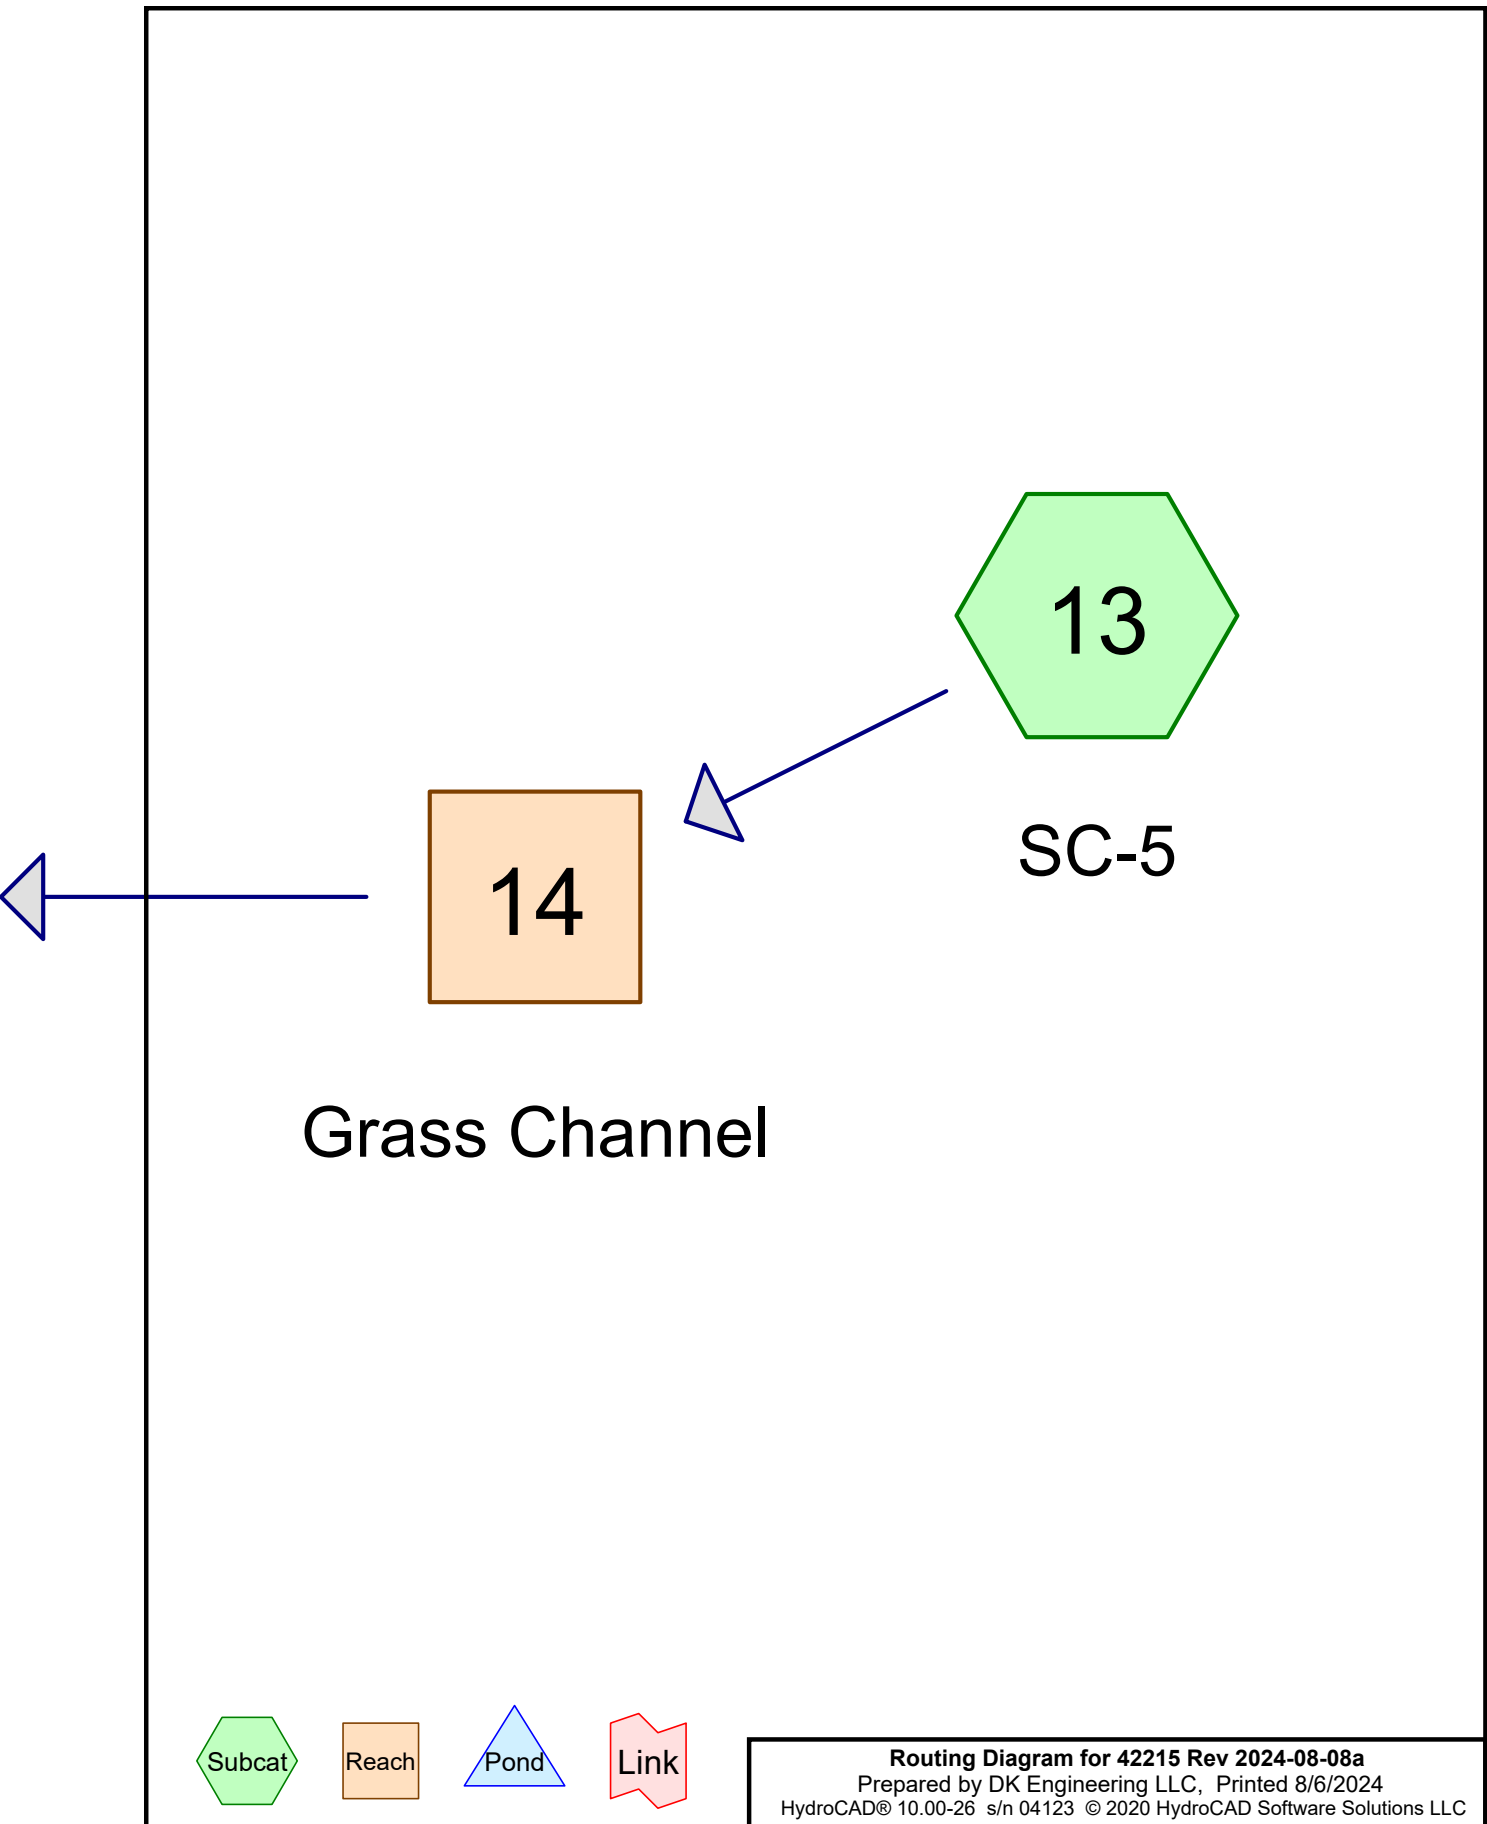 13
SC-5
14
Grass Channel
Subcat
Reach
Pond
Link
Routing Diagram for 42215 Rev 2024-08-08a
Prepared by DK Engineering LLC, Printed 8/6/2024
HydroCAD® 10.00-26 s/n 04123 © 2020 HydroCAD Software Solutions LLC